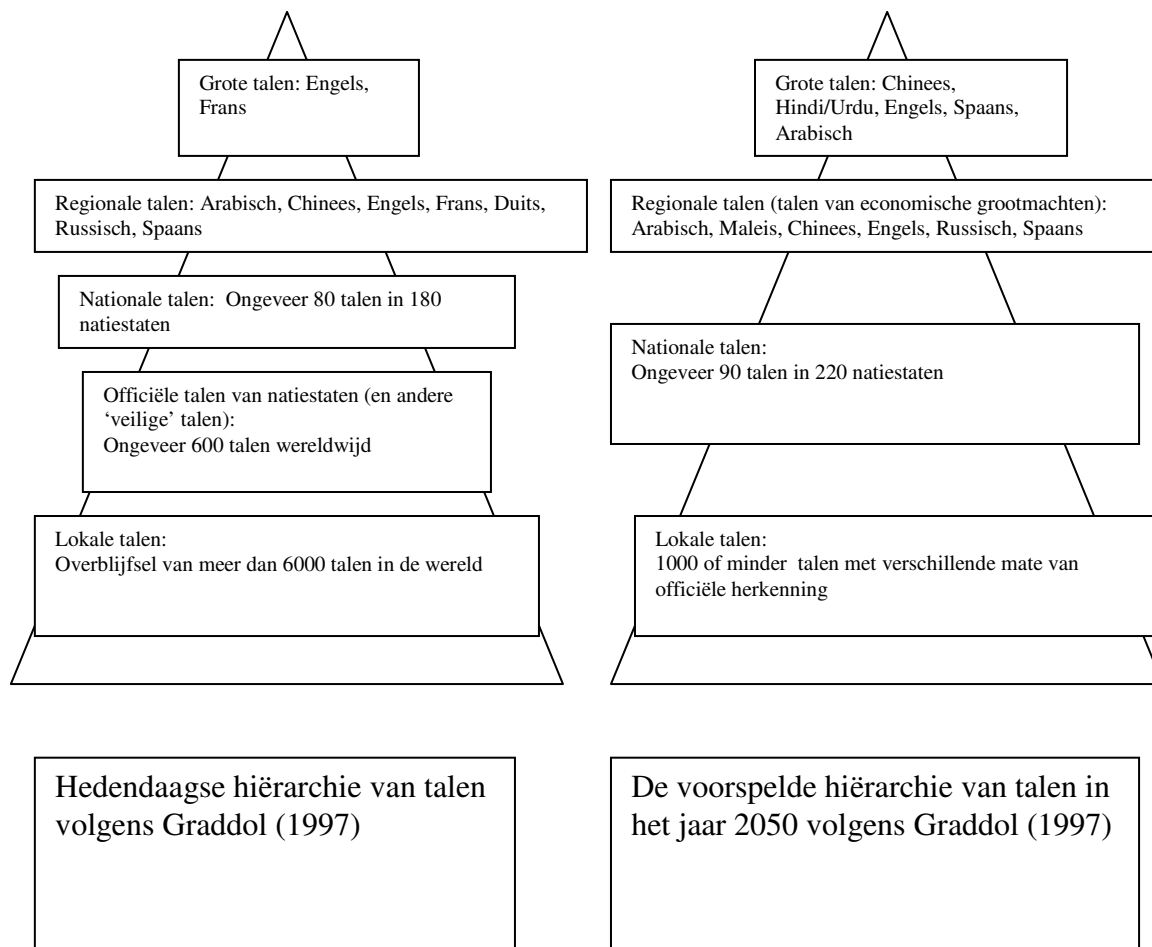 Grote talen: Engels,
Frans
Regionale talen: Arabisch, Chinees, Engels, Frans, Duits,
Russisch, Spaans
Nationale talen:  Ongeveer 80 talen in 180
natiestaten
Officiële talen van natiestaten (en andere
‘veilige’ talen):
Ongeveer 600 talen wereldwijd
Lokale talen:
Overblijfsel van meer dan 6000 talen in de wereld
Hedendaagse hiërarchie van talen
volgens Graddol (1997)
Grote talen: Chinees,
Hindi/Urdu, Engels, Spaans,
Arabisch
Regionale talen (talen van economische grootmachten):
Arabisch, Maleis, Chinees, Engels, Russisch, Spaans
Nationale talen:
Ongeveer 90 talen in 220 natiestaten
Lokale talen:
1000 of minder  talen met verschillende mate van
officiële herkenning
De voorspelde hiërarchie van talen in
het jaar 2050 volgens Graddol (1997)